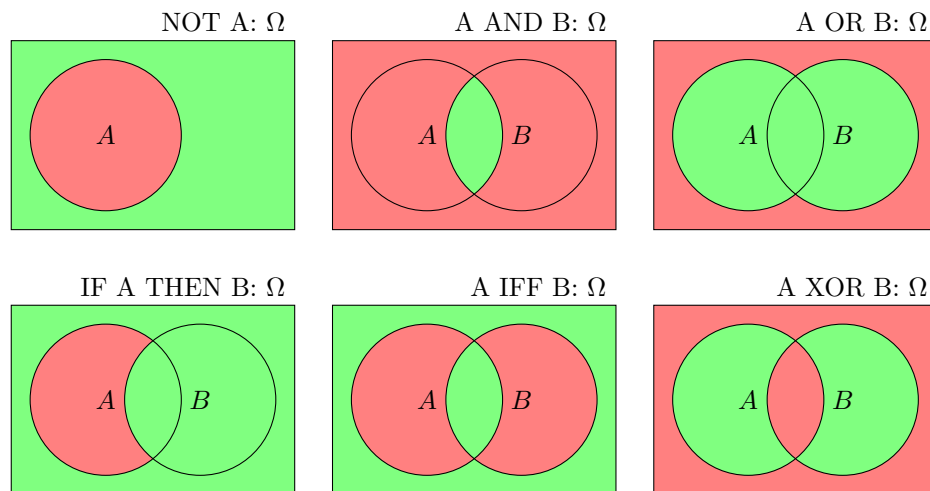 NOT A: Ω
A AND B: Ω
A OR B: Ω
A
A B
A B
IF A THEN B: Ω
A IFF B: Ω
A XOR B: Ω
A B
A B
A B